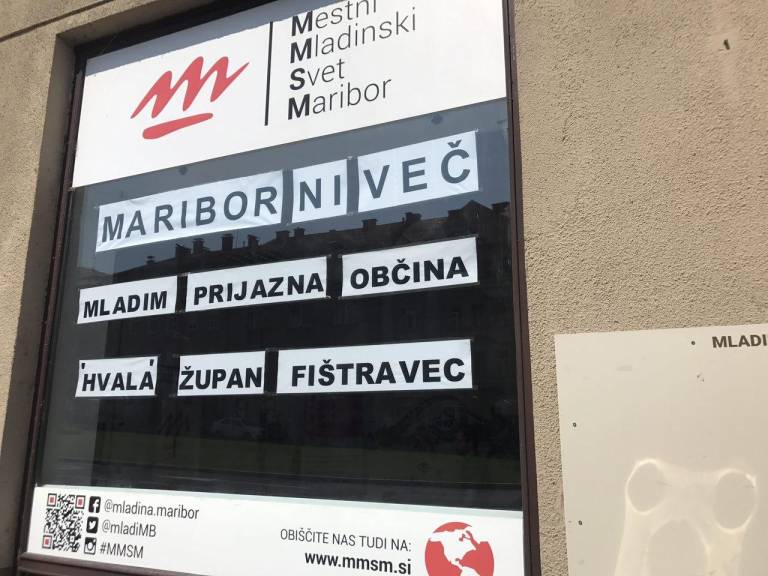 Mestni
Mladinski
Svet
Maribor
MARIBOR NI VEČ
MLADIM PRIJAZNA OBČINA
'HVALA' ŽUPAN FIŠTRAVEC
@mladina.maribor
@mladiMB
#MMSM
OBIŠČITE NAS TUDI NA:
www.mmsm.si
MLADI